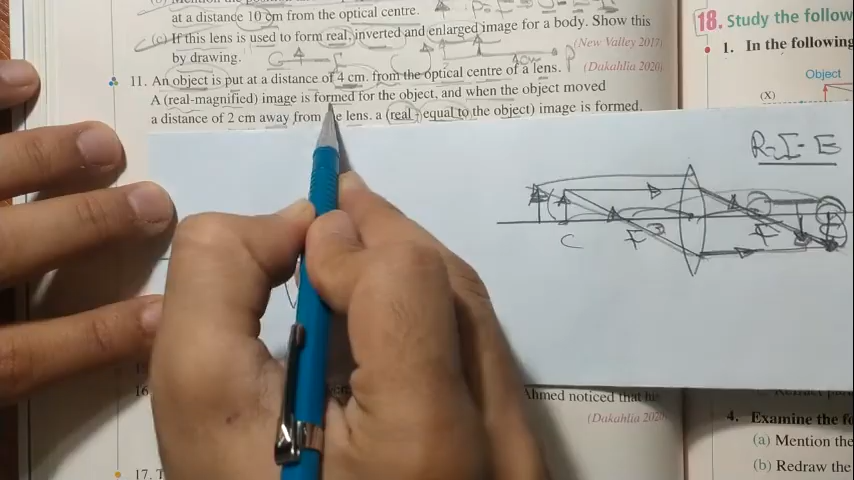 at a distance 10 cm from the optical centre.
(c) If this lens is used to form real, inverted and enlarged image for a body. Show this
by drawing.
(New Valley 2017)
11. An object is put at a distance of 4 cm. from the optical centre of a lens.
(Dakahlia 2020)
A (real-magnified) image is formed for the object, and when the object moved
a distance of 2 cm away from the lens. a (real - equal to the object) image is formed.
R-I-E
C F F
16
Ahmed noticed that his
(Dakahlia 2020)
17.
18. Study the follow
1. In the following
Object
(X)
4. Examine the fo
(a) Mention the
(b) Redraw the